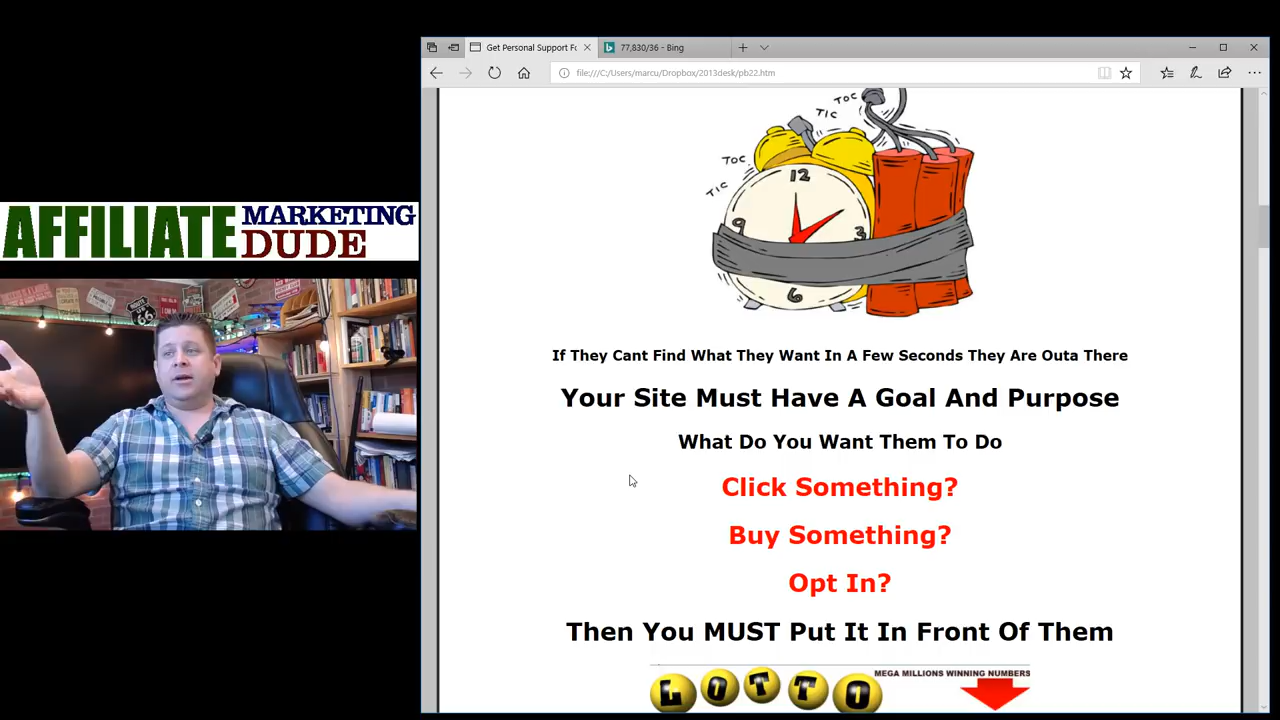 AFFILIATE MARKETING DUDE
Get Personal Support Fo
77,830/36 - Bing
file:///C:/Users/marcu/Dropbox/2013desk/pb22.htm
TOC
TIC
TOC
TIC
12
9
3
6
If They Cant Find What They Want In A Few Seconds They Are Outa There
Your Site Must Have A Goal And Purpose
What Do You Want Them To Do
Click Something?
Buy Something?
Opt In?
Then You MUST Put It In Front Of Them
LOTTO
MEGA MILLIONS WINNING NUMBERS